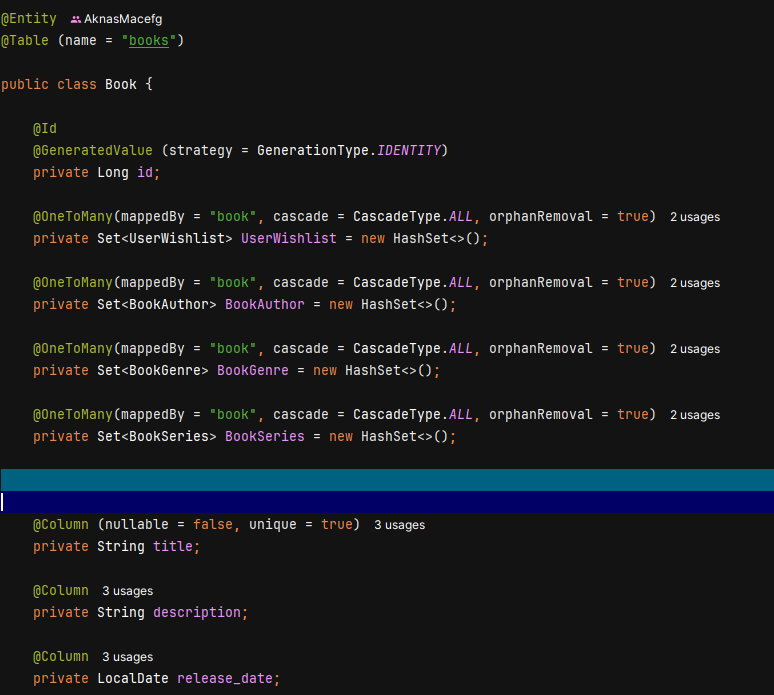 @Entity AknasMacefg
@Table (name = "books")
public class Book {
@Id
@GeneratedValue (strategy = GenerationType.IDENTITY)
private Long id;
@OneToMany(mappedBy = "book", cascade = CascadeType.ALL, orphanRemoval = true) 2 usages
private Set<UserWishlist> UserWishlist = new HashSet<>();
@OneToMany(mappedBy = "book", cascade = CascadeType.ALL, orphanRemoval = true) 2 usages
private Set<BookAuthor> BookAuthor = new HashSet<>();
@OneToMany(mappedBy = "book", cascade = CascadeType.ALL, orphanRemoval = true) 2 usages
private Set<BookGenre> BookGenre = new HashSet<>();
@OneToMany(mappedBy = "book", cascade = CascadeType.ALL, orphanRemoval = true) 2 usages
private Set<BookSeries> BookSeries = new HashSet<>();
@Column (nullable = false, unique = true) 3 usages
private String title;
@Column 3 usages
private String description;
@Column 3 usages
private LocalDate release_date;